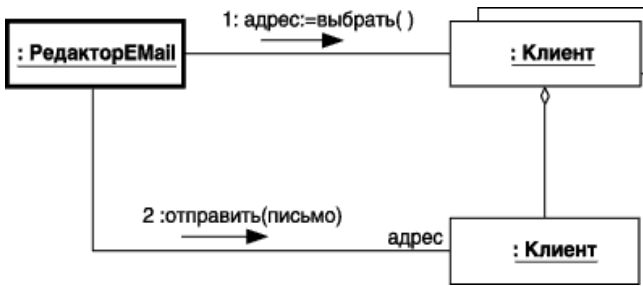 1: адрес:=выбрать( )
: РедакторEMail
: Клиент
2 :отправить(письмо)
адрес
: Клиент